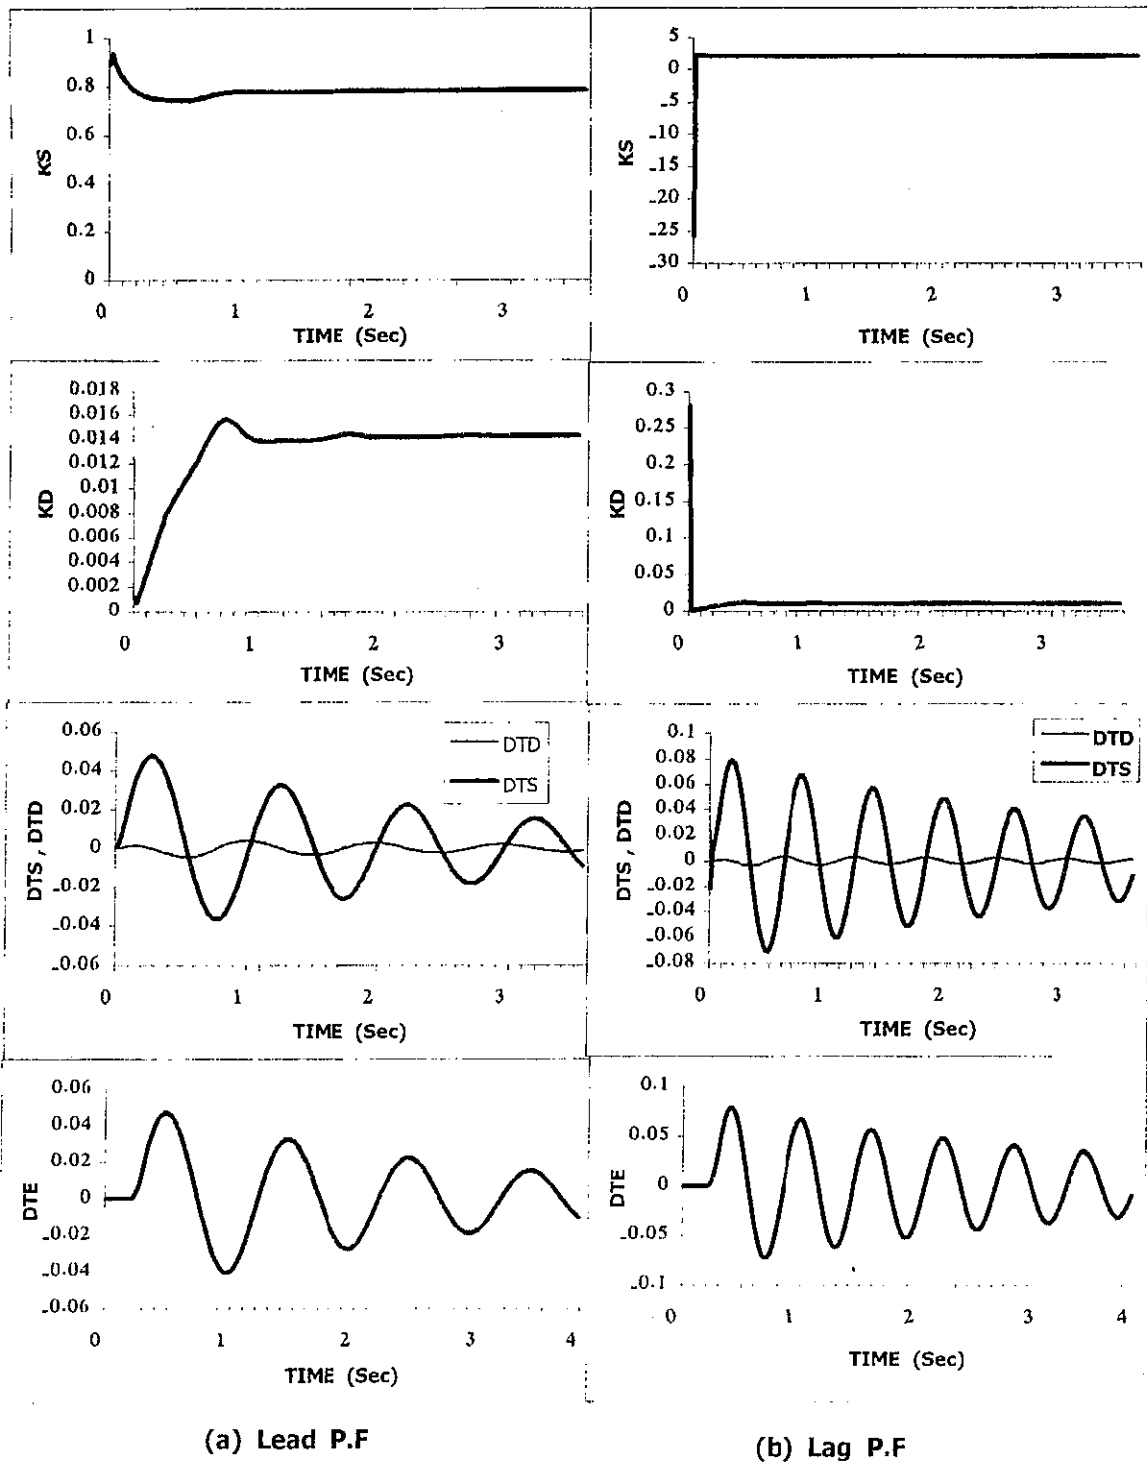 1
0.8
0.6
0.4
0.2
0
KS
0 1 2 3
TIME (Sec)
5
0
-5
-10
-15
-20
-25
-30
KS
0 1 2 3
TIME (Sec)
0.018
0.016
0.014
0.012
0.01
0.008
0.006
0.004
0.002
0
KD
0 1 2 3
TIME (Sec)
0.3
0.25
0.2
0.15
0.1
0.05
0
KD
0 1 2 3
TIME (Sec)
0.06
0.04
0.02
0
-0.02
-0.04
-0.06
DTS , DTD
DTD
DTS
0 1 2 3
TIME (Sec)
0.1
0.08
0.06
0.04
0.02
0
-0.02
-0.04
-0.06
-0.08
DTS , DTD
DTD
DTS
0 1 2 3
TIME (Sec)
0.06
0.04
0.02
0
-0.02
-0.04
-0.06
DTE
0 1 2 3 4
TIME (Sec)
0.1
0.05
0
-0.05
-0.1
DTE
0 1 2 3 4
TIME (Sec)
(a) Lead P.F
(b) Lag P.F